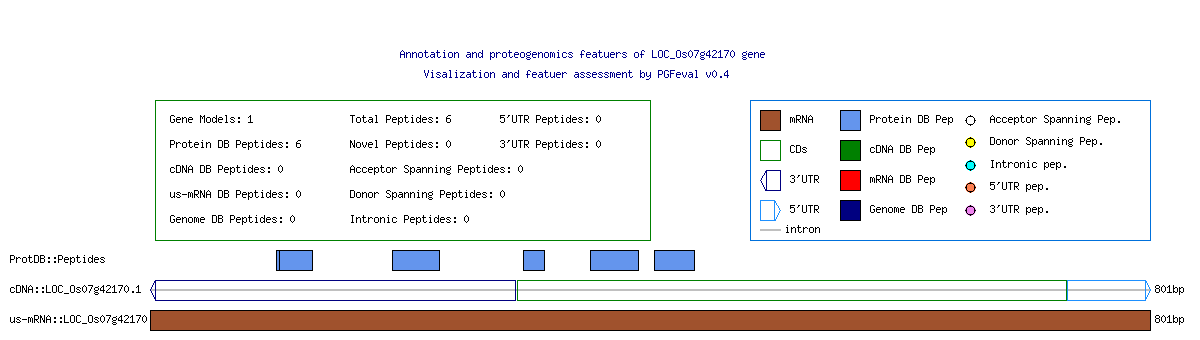 Annotation and proteogenomics featuers of LOC_Os07g42170 gene
Visalization and featuer assessment by PGFeval v0.4
Gene Models: 1 Total Peptides: 6 5'UTR Peptides: 0
Protein DB Peptides: 6 Novel Peptides: 0 3'UTR Peptides: 0
cDNA DB Peptides: 0 Acceptor Spanning Peptides: 0
us-mRNA DB Peptides: 0 Donor Spanning Peptides: 0
Genome DB Peptides: 0 Intronic Peptides: 0
mRNA Protein DB Pep Acceptor Spanning Pep.
CDs cDNA DB Pep Donor Spanning Pep.
3'UTR mRNA DB Pep Intronic pep.
5'UTR Genome DB Pep 5'UTR pep.
intron 3'UTR pep.
ProtDB::Peptides
cDNA::LOC_Os07g42170.1 801bp
us-mRNA::LOC_Os07g42170 801bp